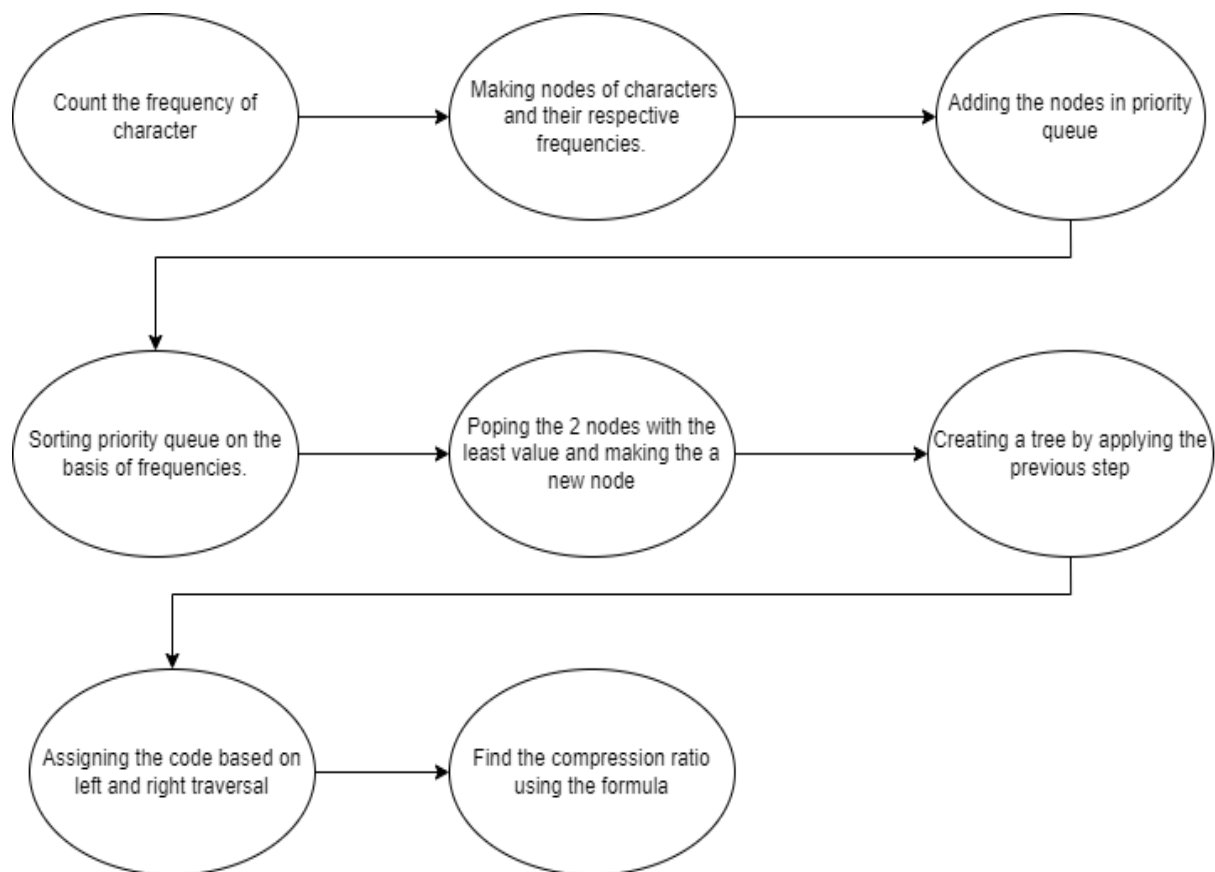 Count the frequency of
character
Making nodes of characters
and their respective
frequencies.
Adding the nodes in priority
queue
Sorting priority queue on the
basis of frequencies.
Poping the 2 nodes with the
least value and making the a
new node
Creating a tree by applying the
previous step
Assigning the code based on
left and right traversal
Find the compression ratio
using the formula